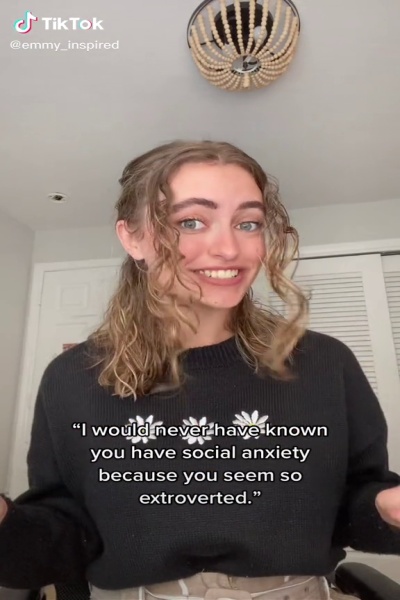 TikTok
@emmy_inspired
“I would never have known
you have social anxiety
because you seem so
extroverted.”